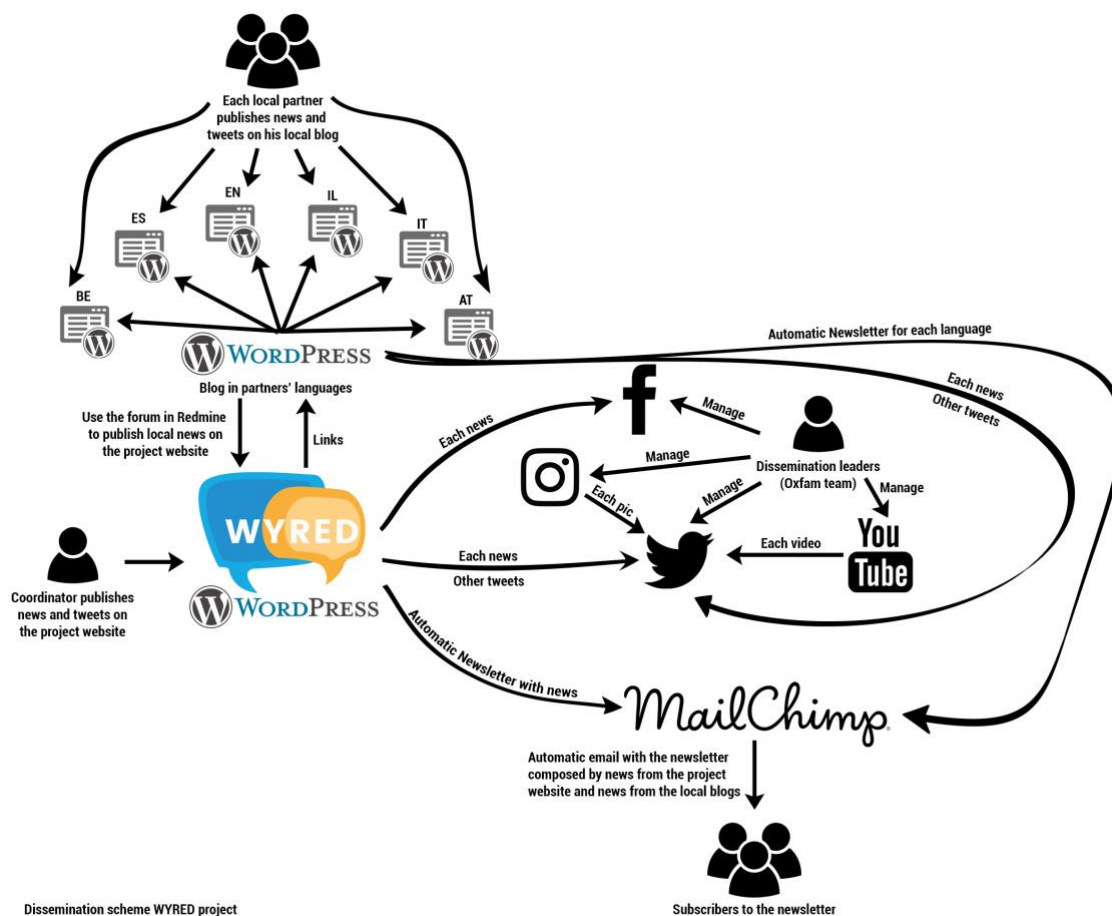 Each local partner
publishes news and
tweets on his local blog
EN
IL
ES
IT
BE
AT
WORDPRESS
Automatic Newsletter for each language
Blog in partners' languages
Each news
Other tweets
Use the forum in Redmine
to publish local news on
the project website
Links
Each news
Manage
Manage
Dissemination leaders
(Oxfam team)
Each pic
Manage
Manage
WYRED
Each news
Other tweets
Each video
You
Tube
Coordinator publishes
news and tweets on
the project website
WORDPRESS
Automatic Newsletter with news
MailChimp
Automatic email with the newsletter
composed by news from the project
website and news from the local blogs
Dissemination scheme WYRED project
Subscribers to the newsletter